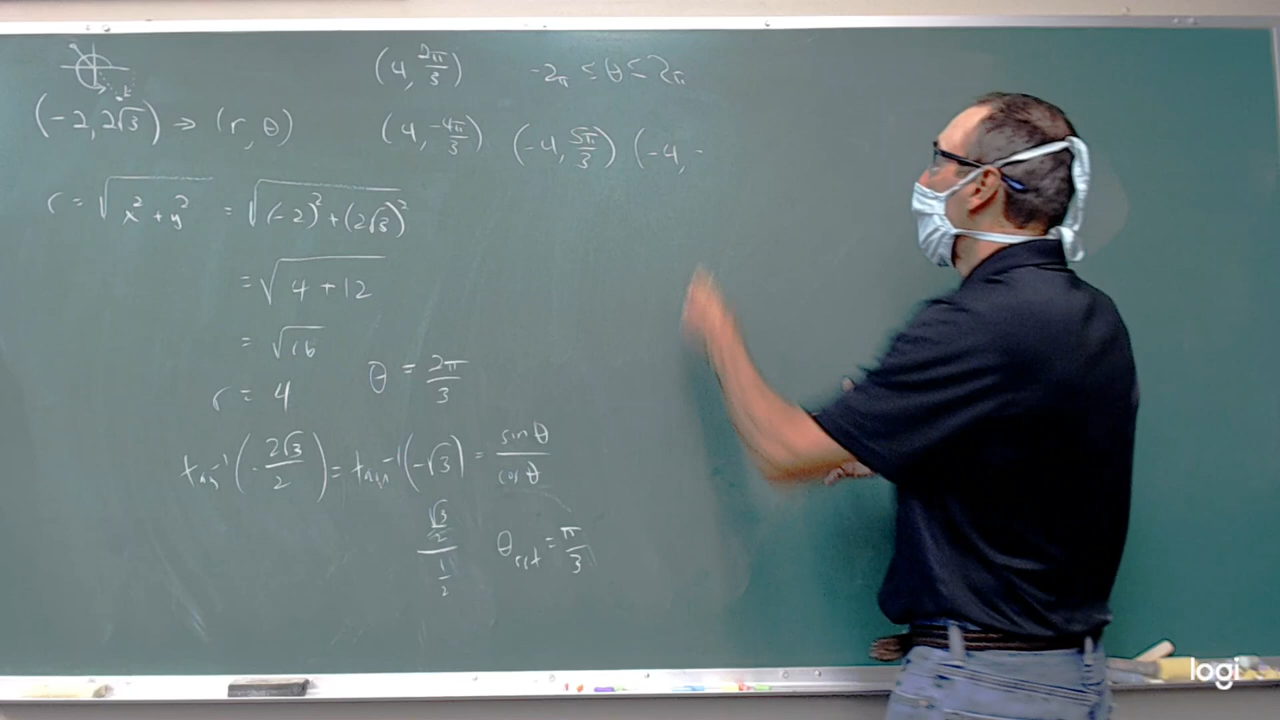 (4, 2π/3) -2π ≤ θ ≤ 2π
(-2, 2√3) ⇒ (r, θ) (4, -4π/3) (-4, 5π/3) (-4, -
r = √(x² + y²) = √((-2)² + (2√3)²)
= √(4 + 12)
= √16
r = 4 θ = 2π/3
tan⁻¹(-2√3/2) = tan⁻¹(-√3) = sin θ/cos θ
(√3/2)/(1/2) θref = π/3
logi